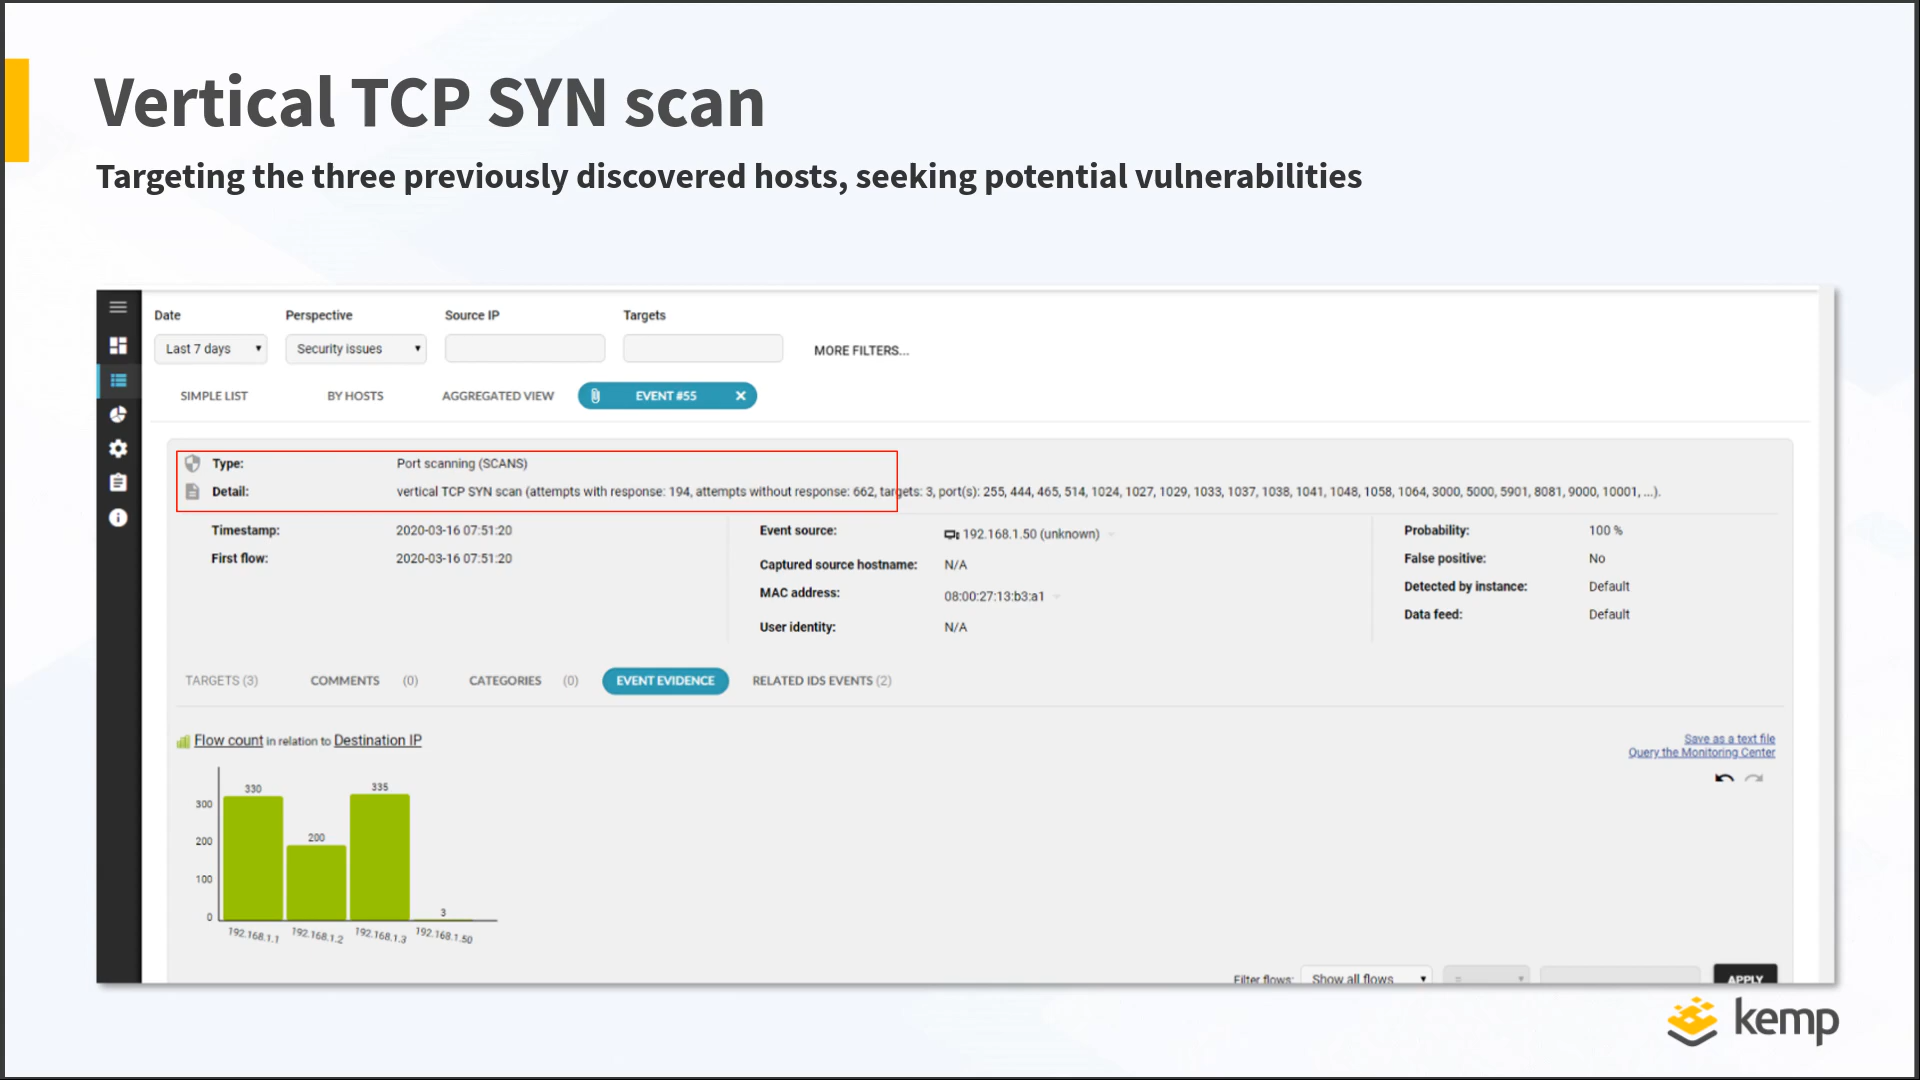 Vertical TCP SYN scan
Targeting the three previously discovered hosts, seeking potential vulnerabilities
Date Perspective Source IP Targets
Last 7 days Security issues MORE FILTERS...
SIMPLE LIST BY HOSTS AGGREGATED VIEW EVENT #55 ×
Type: Port scanning (SCANS)
Detail: vertical TCP SYN scan (attempts with response: 194, attempts without response: 662, targets: 3, port(s): 255, 444, 465, 514, 1024, 1027, 1029, 1033, 1037, 1038, 1041, 1048, 1058, 1064, 3000, 5000, 5901, 8081, 9000, 10001, ...).
Timestamp: 2020-03-16 07:51:20
First flow: 2020-03-16 07:51:20
Event source: 192.168.1.50 (unknown)
Captured source hostname: N/A
MAC address: 08:00:27:13:b3:a1
User identity: N/A
Probability: 100 %
False positive: No
Detected by instance: Default
Data feed: Default
TARGETS (3) COMMENTS (0) CATEGORIES (0) EVENT EVIDENCE RELATED IDS EVENTS (2)
Flow count in relation to Destination IP
Save as a text file
Query the Monitoring Center
330 200 335 3
300
200
100
0
192.168.1.1 192.168.1.2 192.168.1.3 192.168.1.50
Filter flows: Show all flows = APPLY
kemp